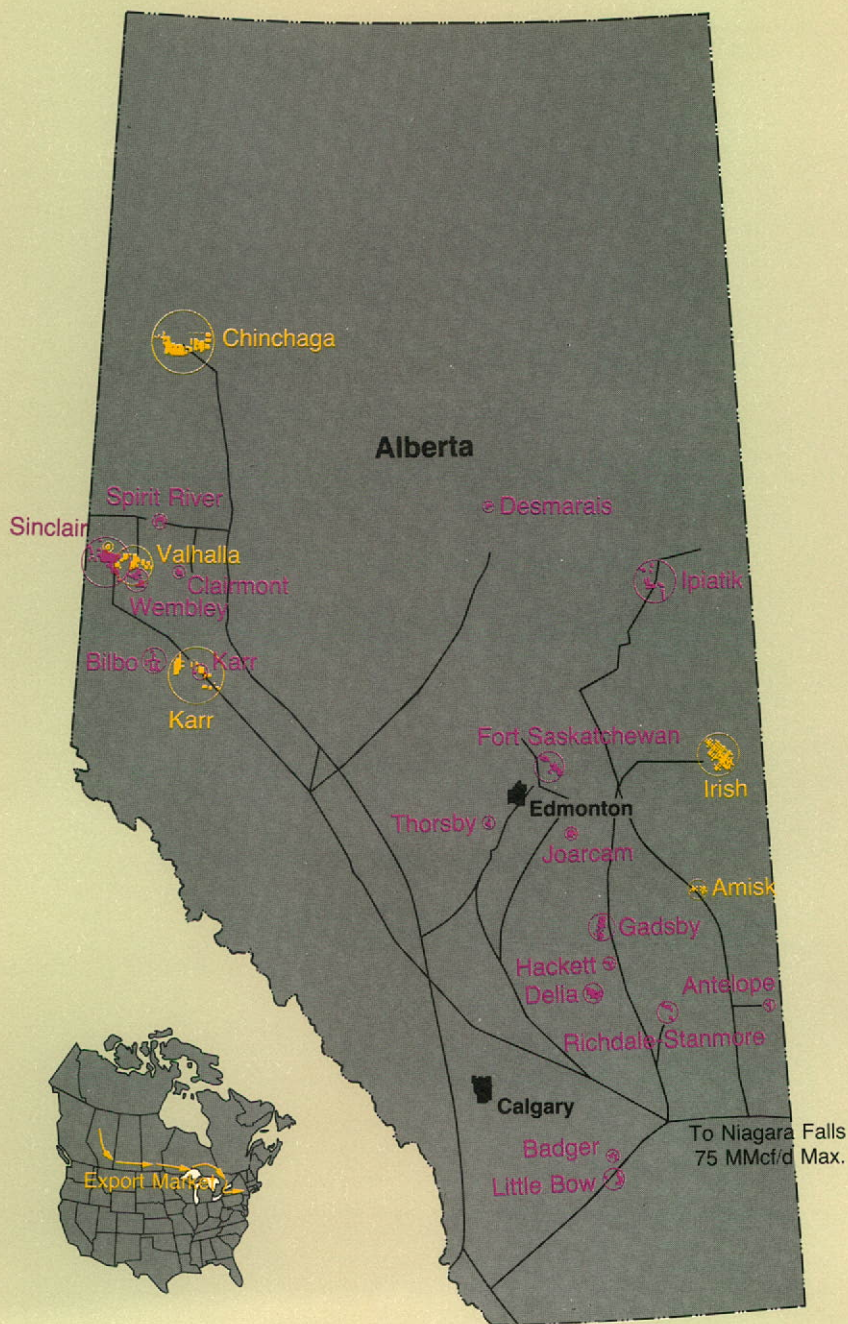 Chinchaga
Alberta
Spirit River
Desmarais
Sinclair
Valhalla
Clairmont
Ipiatik
Wembley
Bilbo
Karr
Karr
Fort Saskatchewan
Irish
Edmonton
Thorsby
Joarcam
Amisk
Gadsby
Hackett
Antelope
Delia
Richdale-Stanmore
Calgary
To Niagara Falls
75 MMcf/d Max.
Badger
Little Bow
Export Market